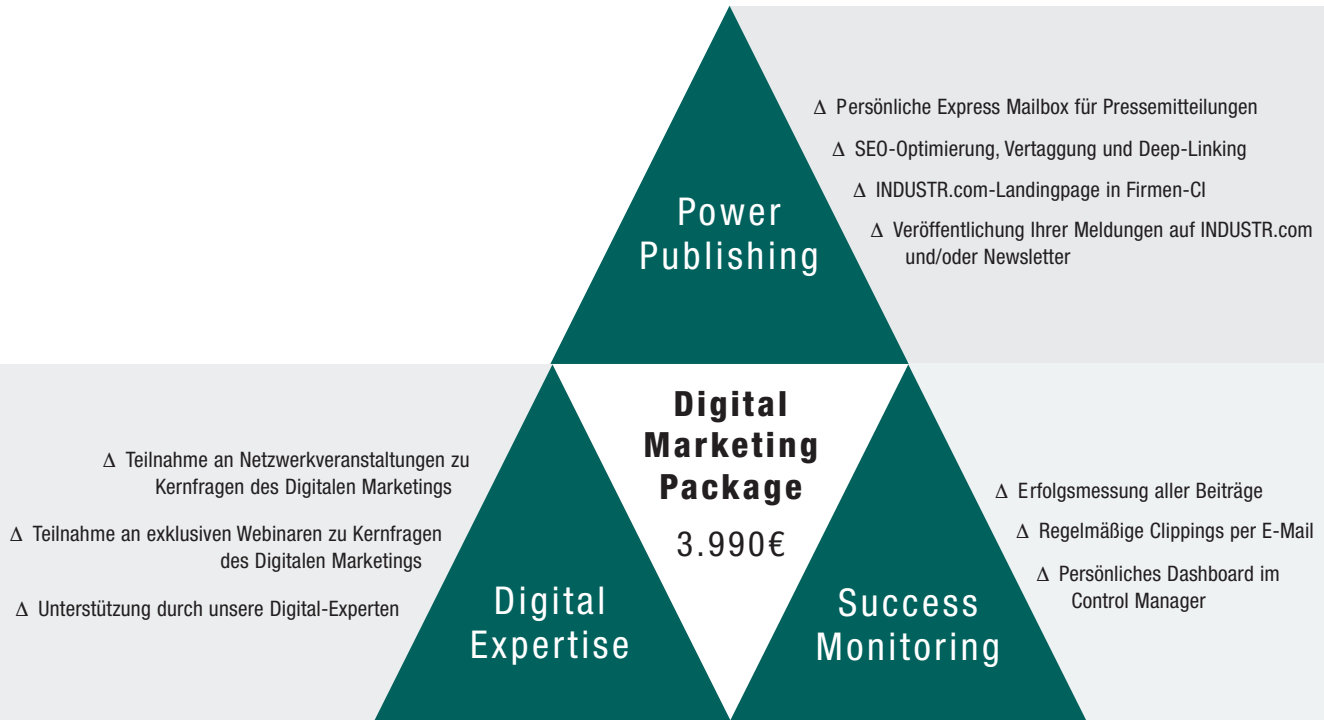 Δ Persönliche Express Mailbox für Pressemitteilungen
Δ SEO-Optimierung, Vertaggung und Deep-Linking
Δ INDUSTR.com-Landingpage in Firmen-CI
Δ Veröffentlichung Ihrer Meldungen auf INDUSTR.com
und/oder Newsletter
Power
Publishing
Digital
Marketing
Package
3.990€
Δ Teilnahme an Netzwerkveranstaltungen zu
Kernfragen des Digitalen Marketings
Δ Teilnahme an exklusiven Webinaren zu Kernfragen
des Digitalen Marketings
Δ Unterstützung durch unsere Digital-Experten
Digital
Expertise
Success
Monitoring
Δ Erfolgsmessung aller Beiträge
Δ Regelmäßige Clippings per E-Mail
Δ Persönliches Dashboard im
Control Manager